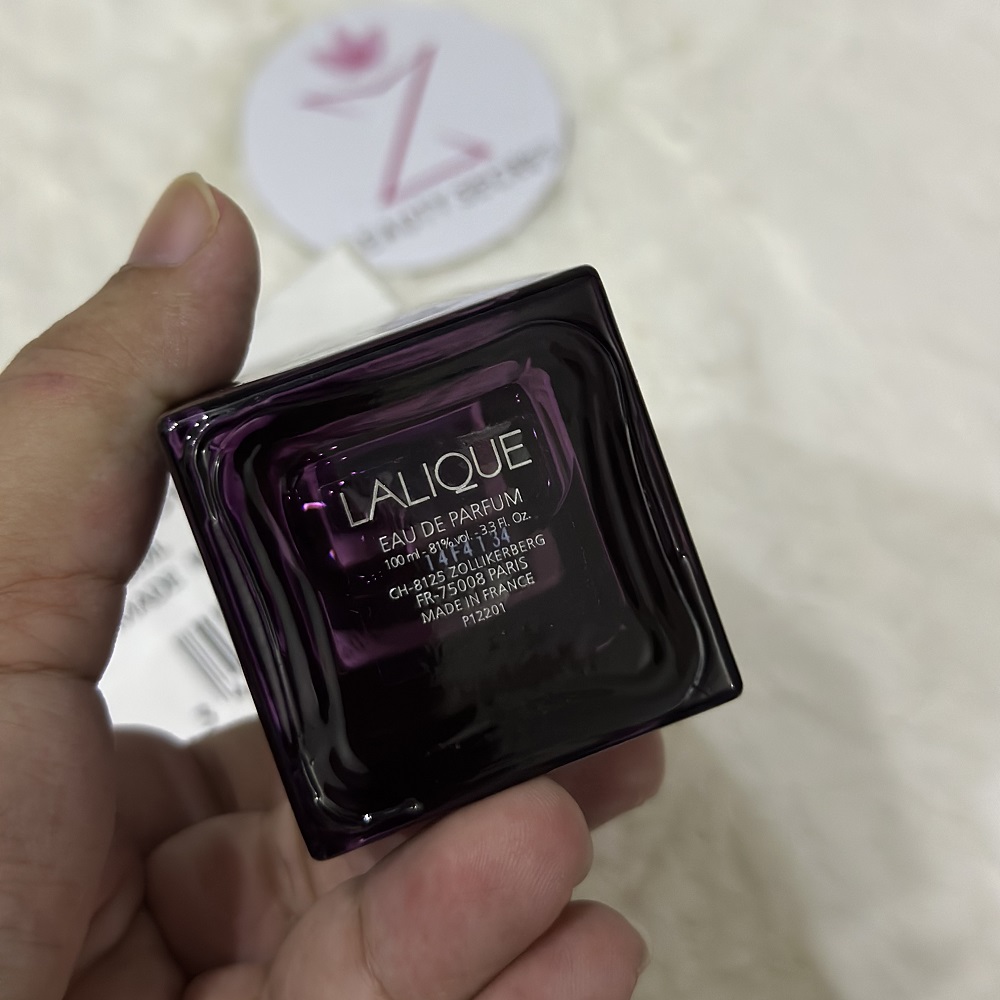 LALIQUE
EAU DE PARFUM
100 ml - 81% vol. - 3.3 Fl. Oz.
14F4134
CH-8125 ZOLLIKERBERG
FR-75008 PARIS
MADE IN FRANCE
P12201